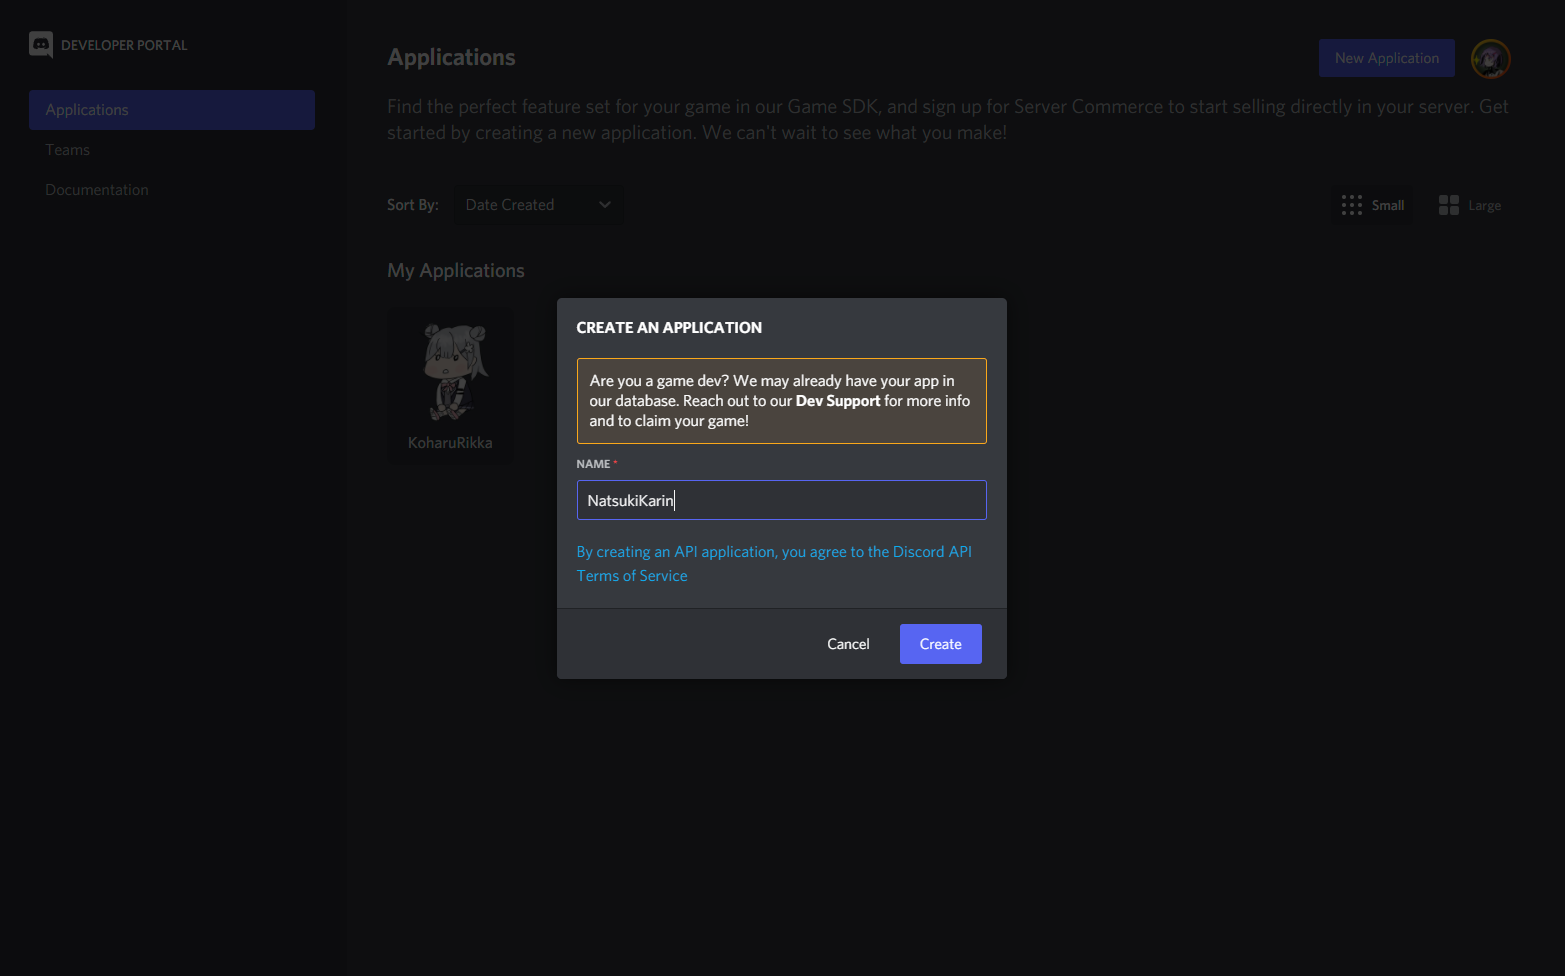 DEVELOPER PORTAL
Applications
Teams
Documentation
Applications
New Application
Find the perfect feature set for your game in our Game SDK, and sign up for Server Commerce to start selling directly in your server. Get
started by creating a new application. We can't wait to see what you make!
Sort By:
Date Created
Small
Large
My Applications
KoharuRikka
CREATE AN APPLICATION
Are you a game dev? We may already have your app in
our database. Reach out to our Dev Support for more info
and to claim your game!
NAME *
NatsukiKarin
By creating an API application, you agree to the Discord API
Terms of Service
Cancel
Create